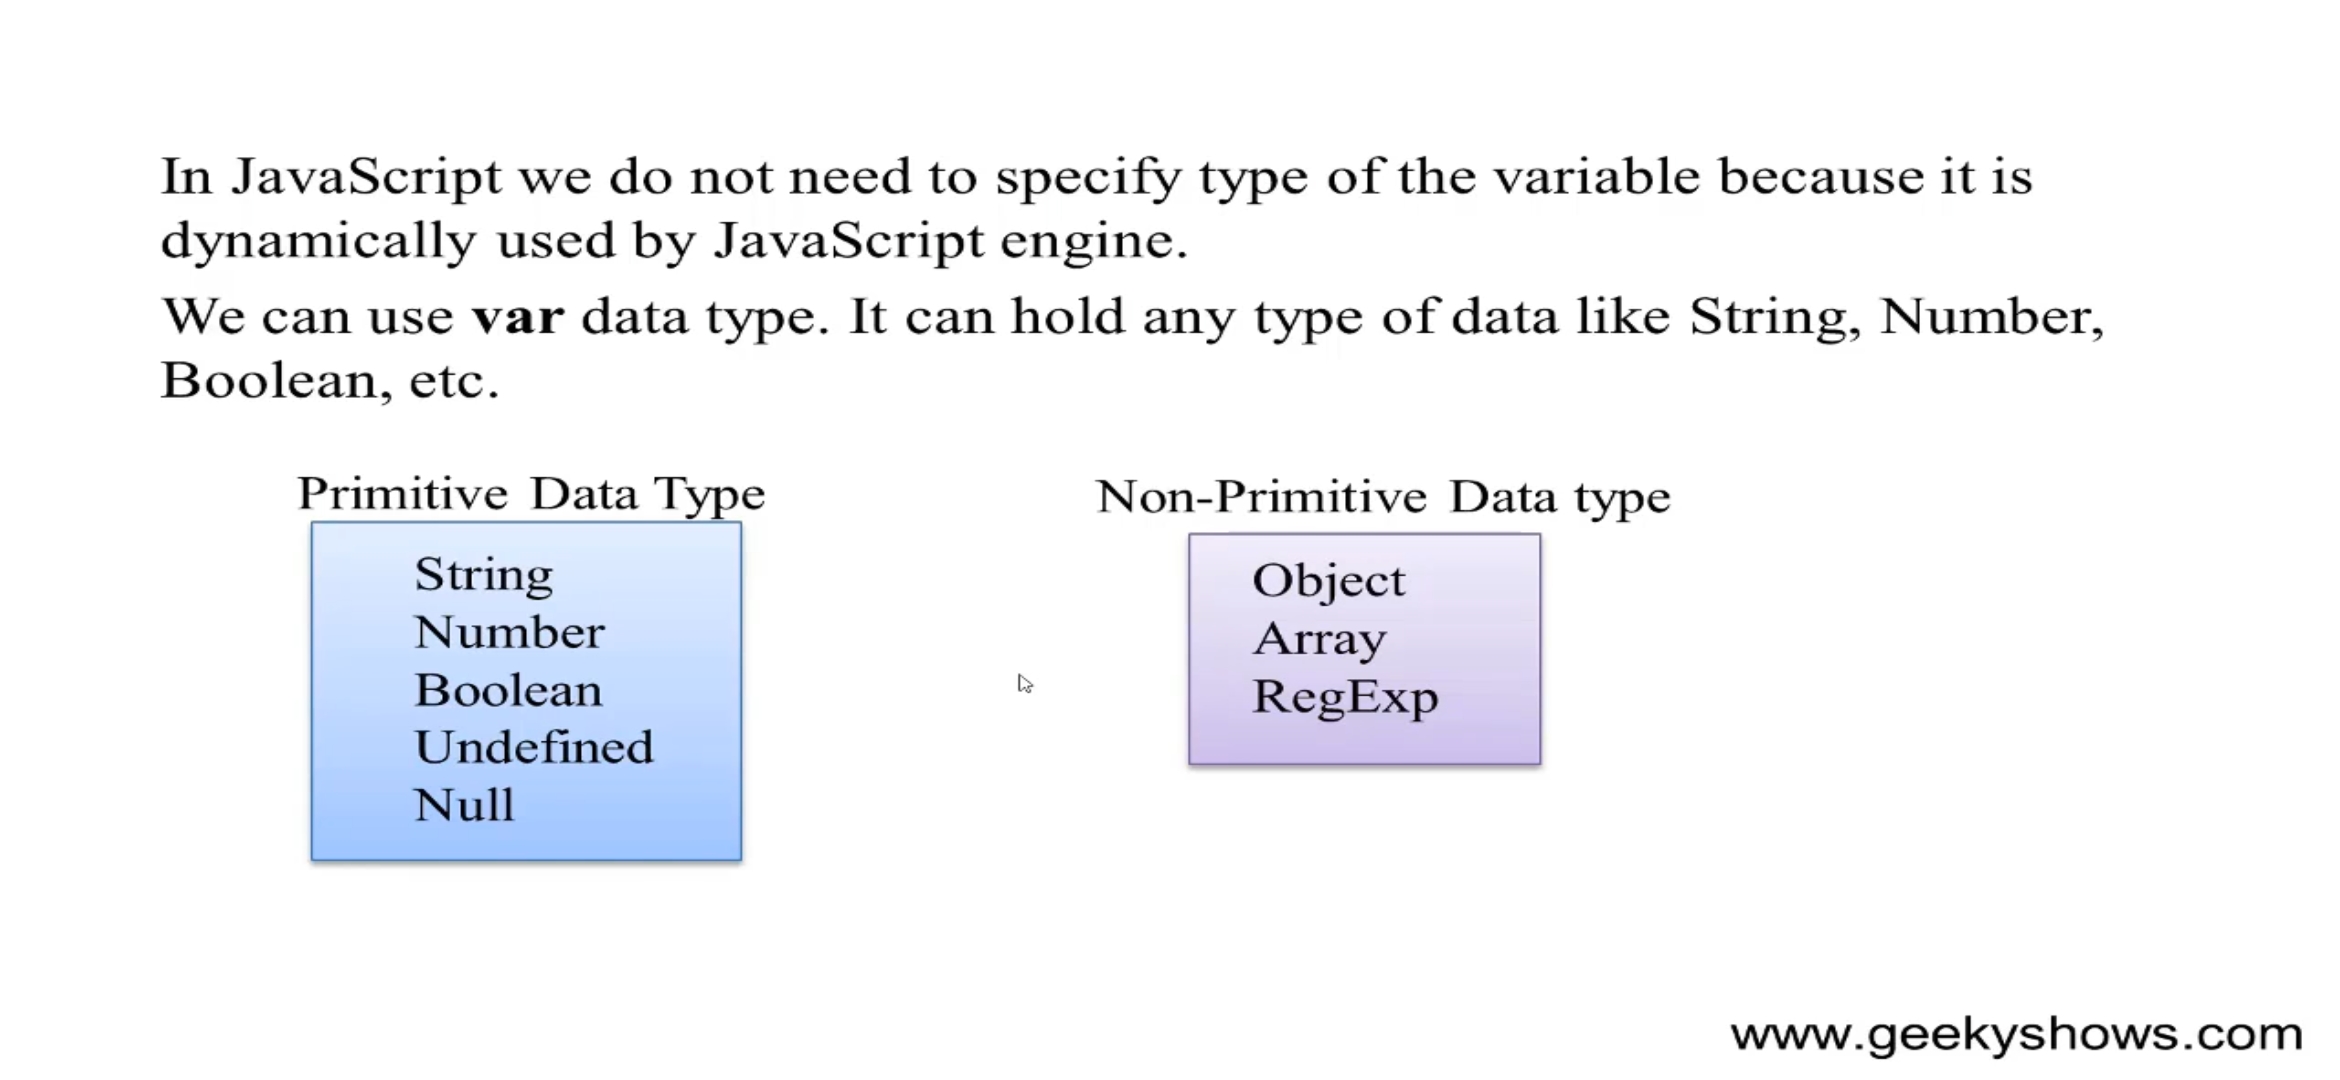 In JavaScript we do not need to specify type of the variable because it is
dynamically used by JavaScript engine.
We can use var data type. It can hold any type of data like String, Number,
Boolean, etc.
Primitive Data Type
String
Number
Boolean
Undefined
Null
Non-Primitive Data type
Object
Array
RegExp
www.geekyshows.com